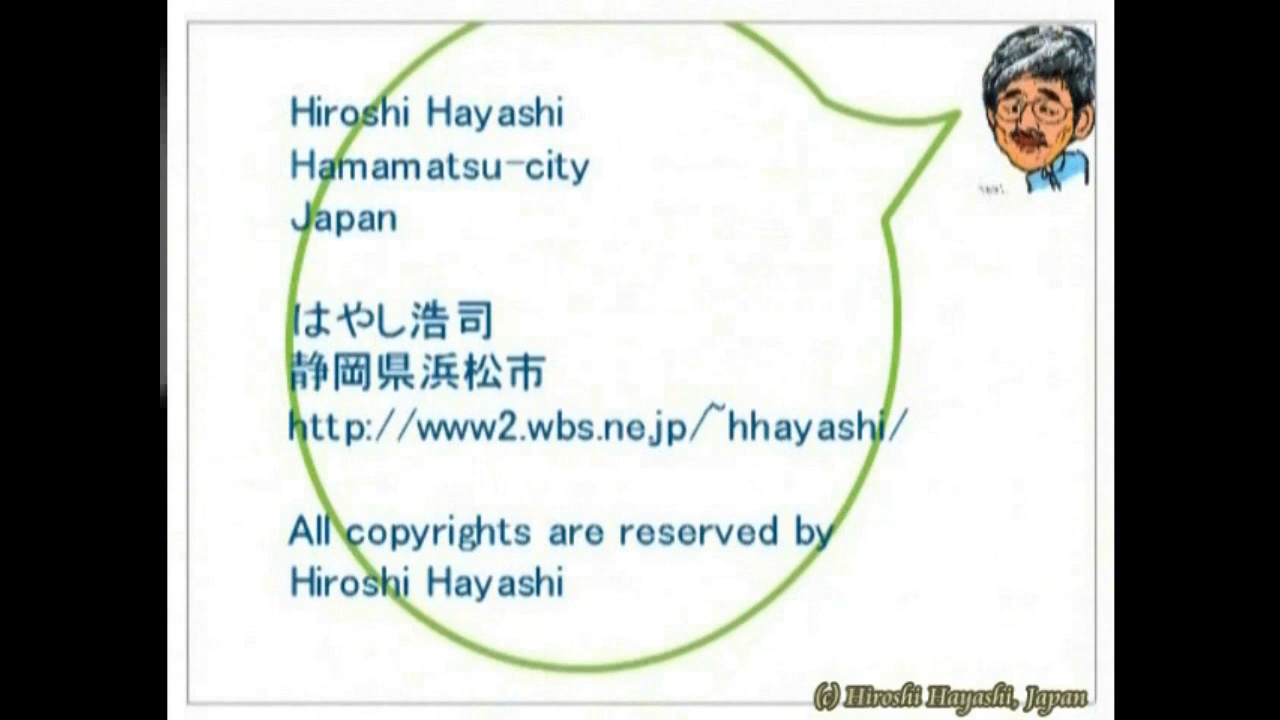 Hiroshi Hayashi
Hamamatsu-city
Japan
はやし浩司
静岡県浜松市
http://www2.wbs.ne.jp/~hhayashi/
All copyrights are reserved by
Hiroshi Hayashi
(c) Hiroshi Hayashi, Japan